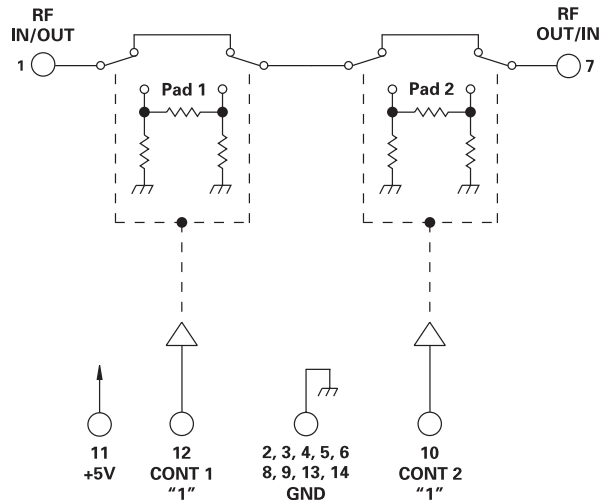 RF
IN/OUT
RF
OUT/IN
1
7
Pad 1
Pad 2
11
+5V
12
CONT 1
“1”
2, 3, 4, 5, 6
8, 9, 13, 14
GND
10
CONT 2
“1”